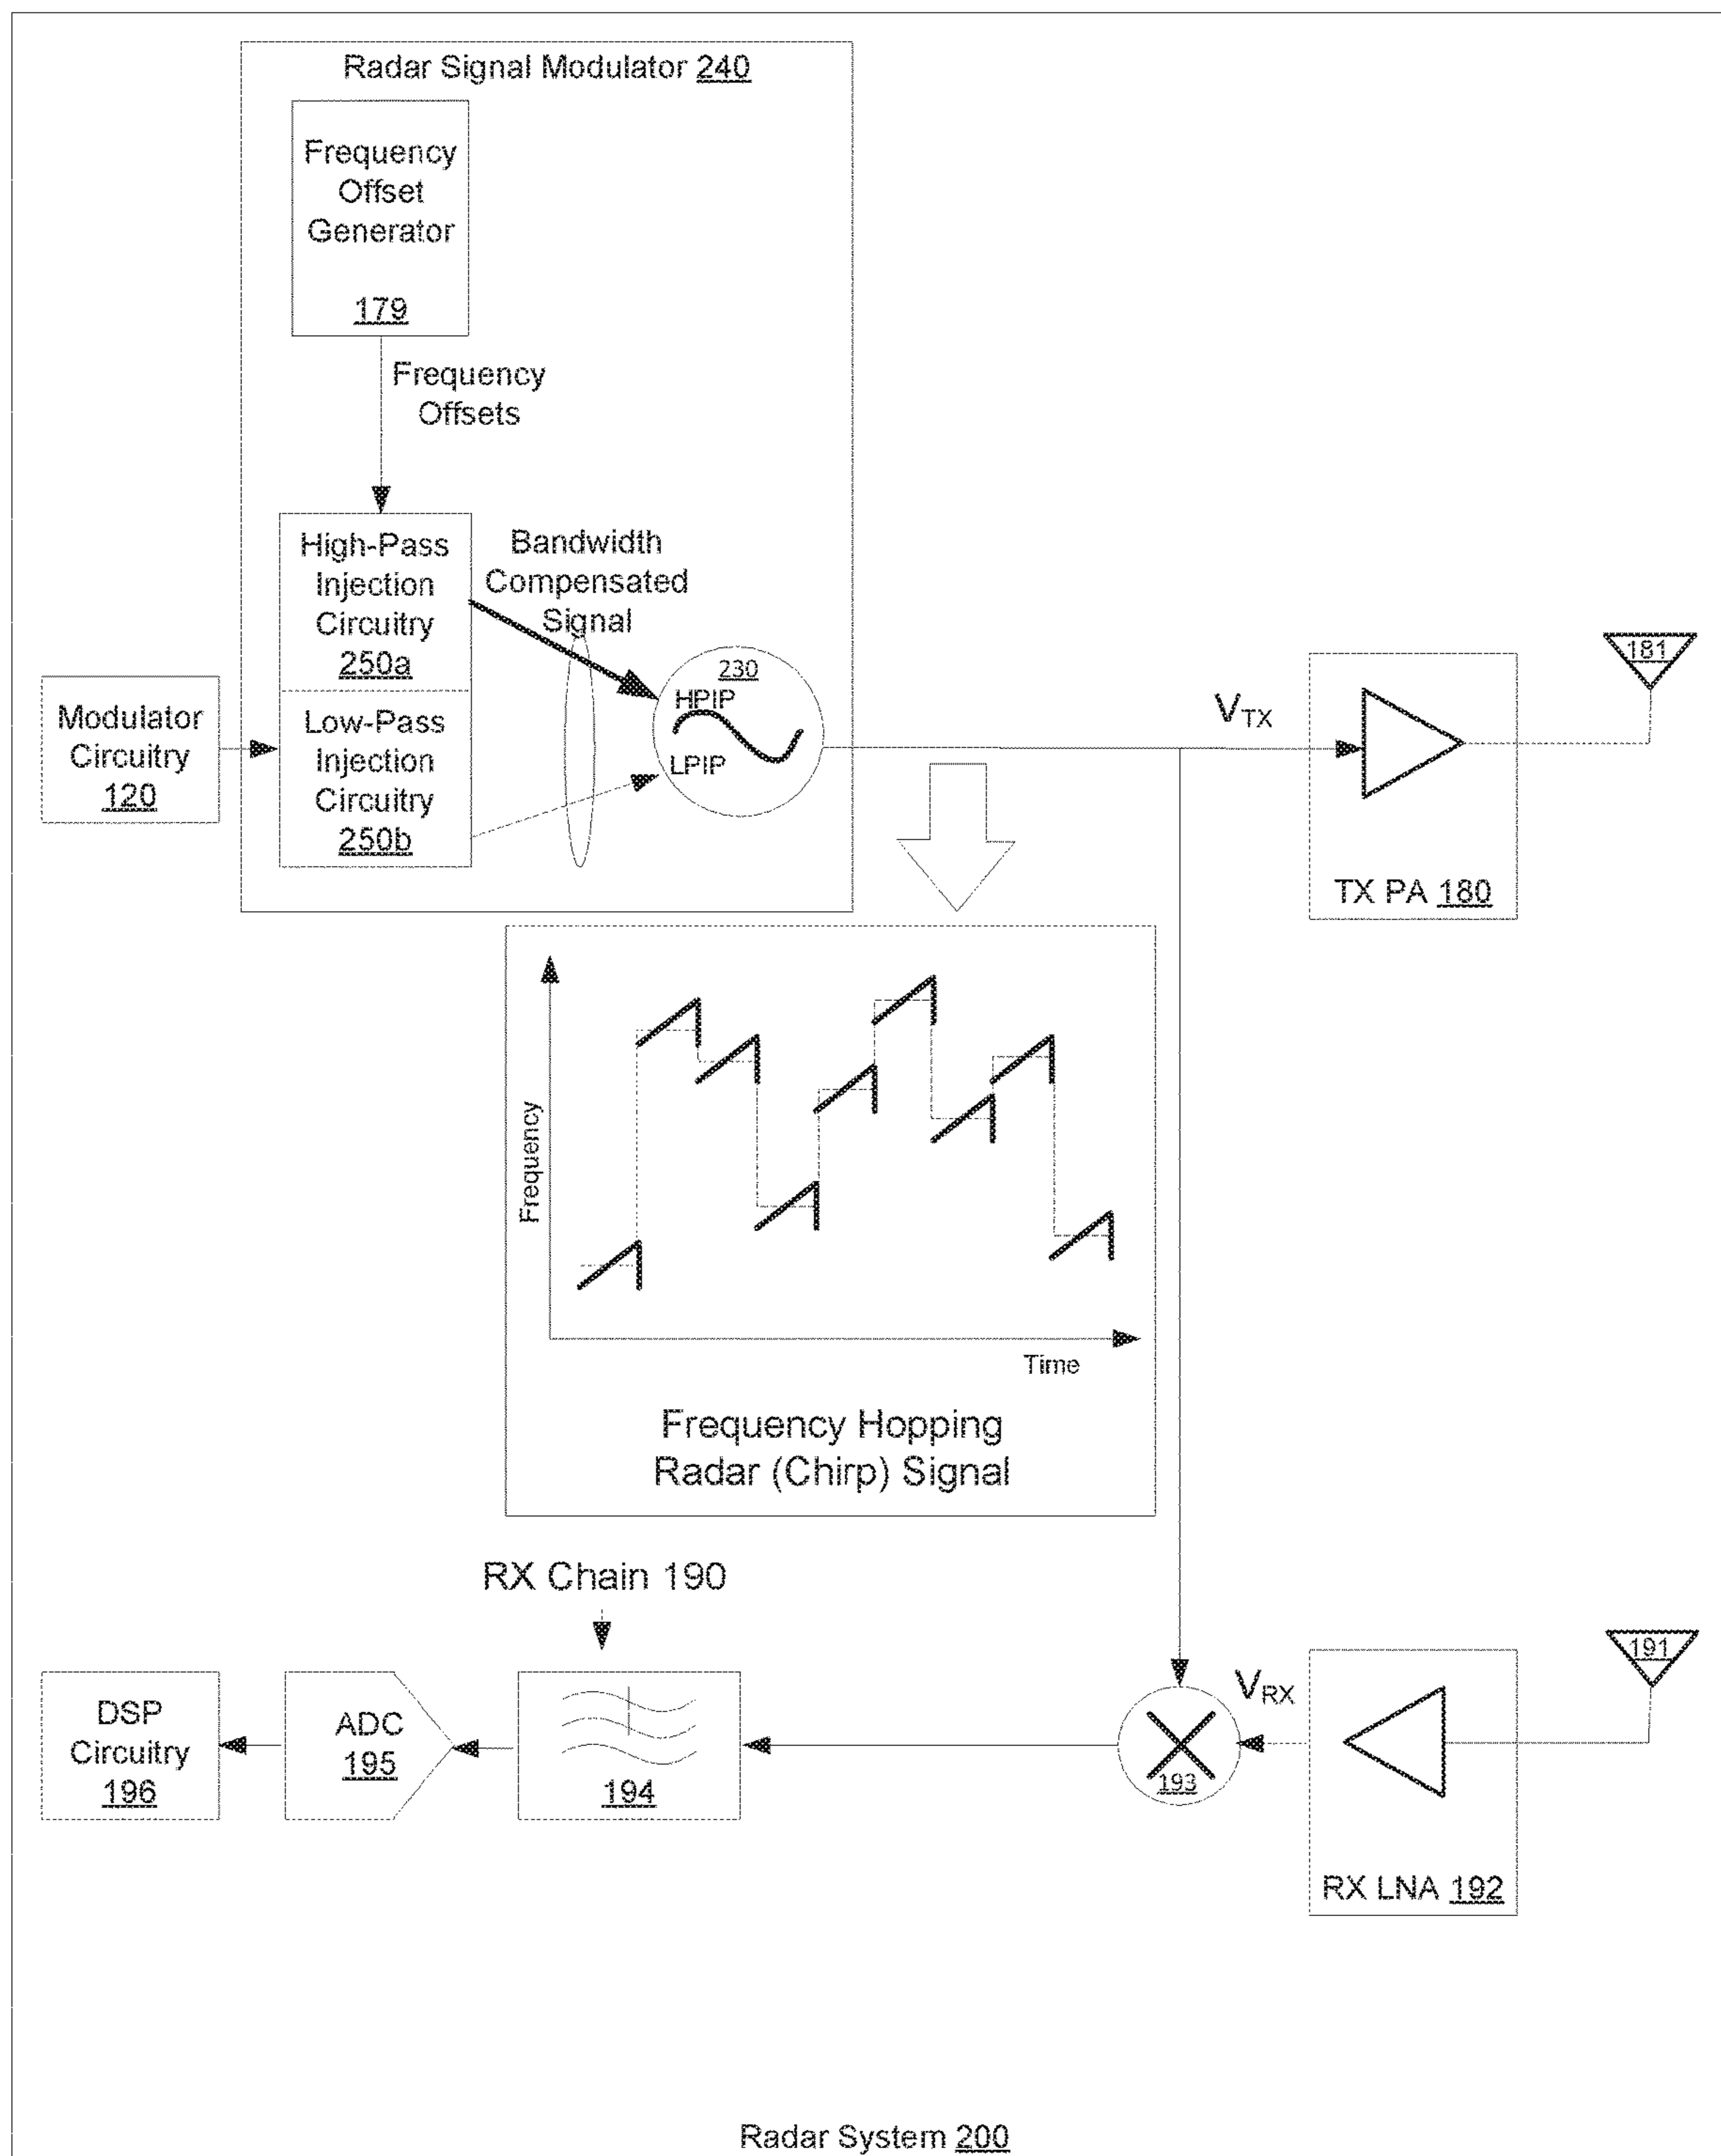 Radar Signal Modulator 240
Frequency
Offset
Generator
179
Frequency
Offsets
High-Pass
Injection
Circuitry
250a
Low-Pass
Injection
Circuitry
250b
Bandwidth
Compensated
Signal
230
HPIP
LPIP
Modulator
Circuitry
120
VTX
181
TX PA 180
Frequency
Time
Frequency Hopping
Radar (Chirp) Signal
RX Chain 190
DSP
Circuitry
196
ADC
195
194
193
VRX
191
RX LNA 192
Radar System 200